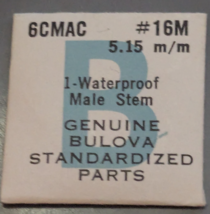 6CMAC #16M
5.15 m/m
B
1-Waterproof
Male Stem
GENUINE
BULOVA
STANDARDIZED
PARTS